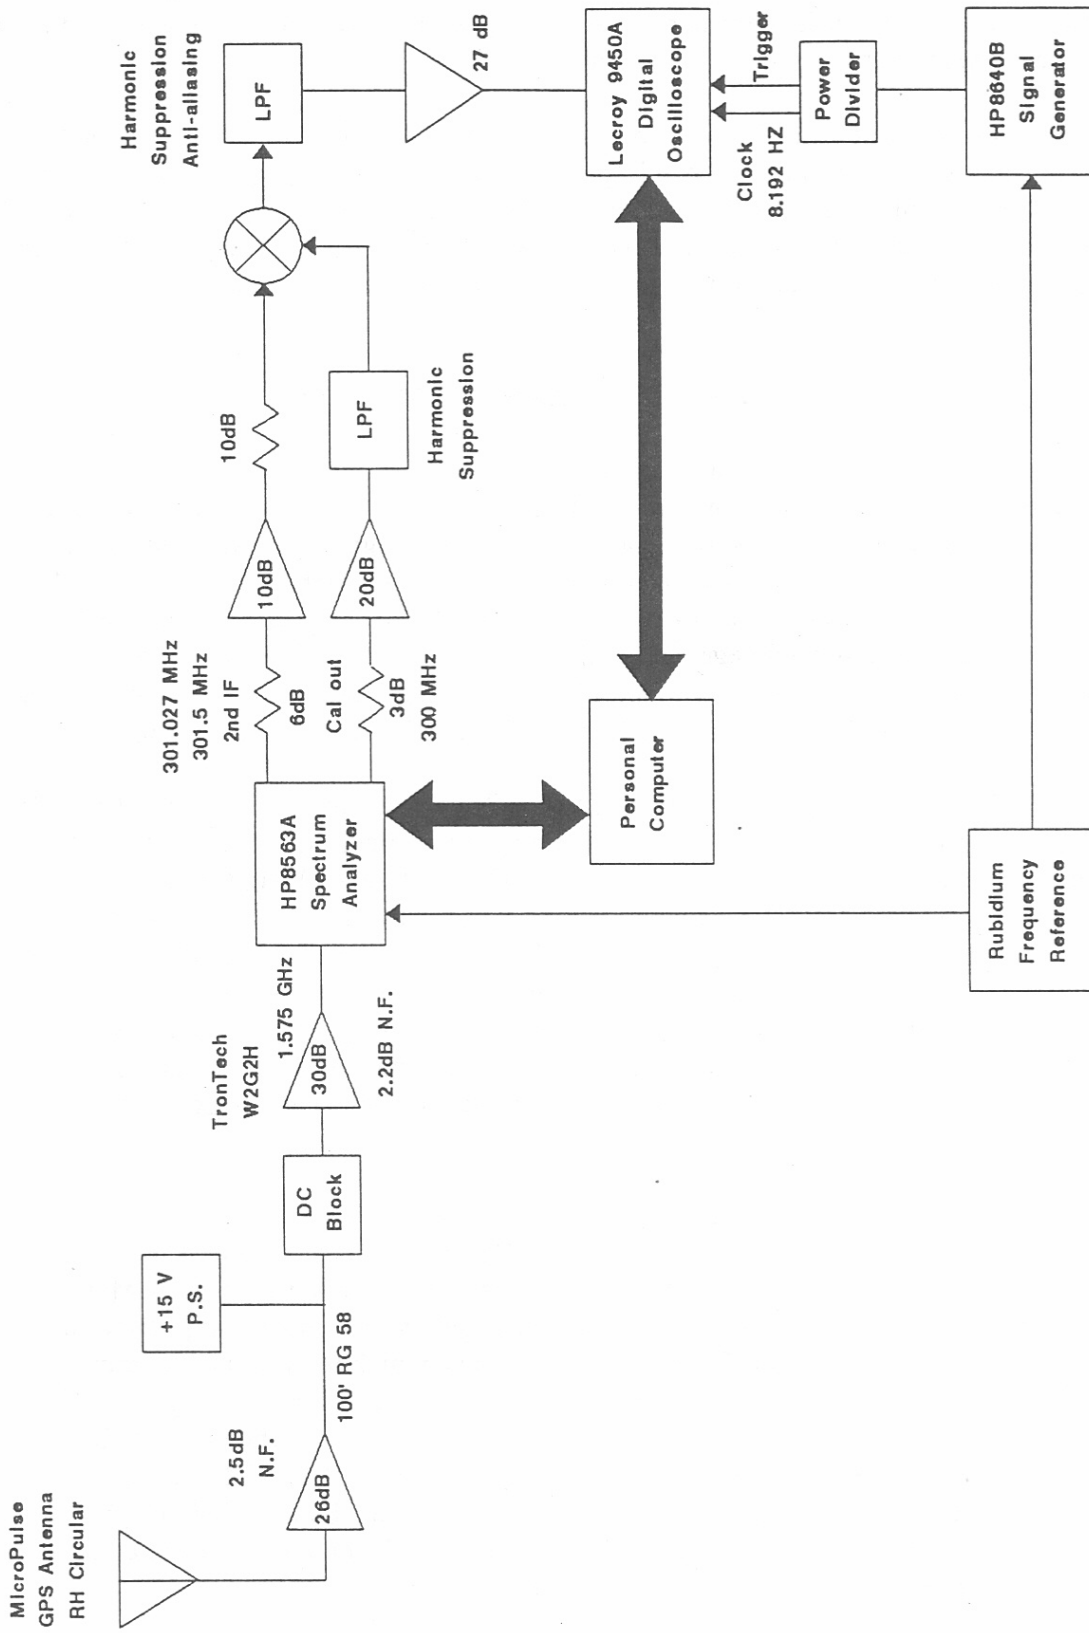 MicroPulse
GPS Antenna
RH Circular
26dB
2.5dB
N.F.
100' RG 58
+15 V
P.S.
DC
Block
TronTech
W2G2H
30dB
1.575 GHz
2.2dB N.F.
HP8563A
Spectrum
Analyzer
301.027 MHz
301.5 MHz
2nd IF
6dB
Cal out
3dB
300 MHz
10dB
20dB
10dB
LPF
Harmonic
Suppression
Harmonic
Suppression
Anti-aliasing
LPF
27 dB
Personal
Computer
Lecroy 9450A
Digital
Oscilloscope
Clock
8.192 HZ
Trigger
Power
Divider
Rubidium
Frequency
Reference
HP8640B
Signal
Generator